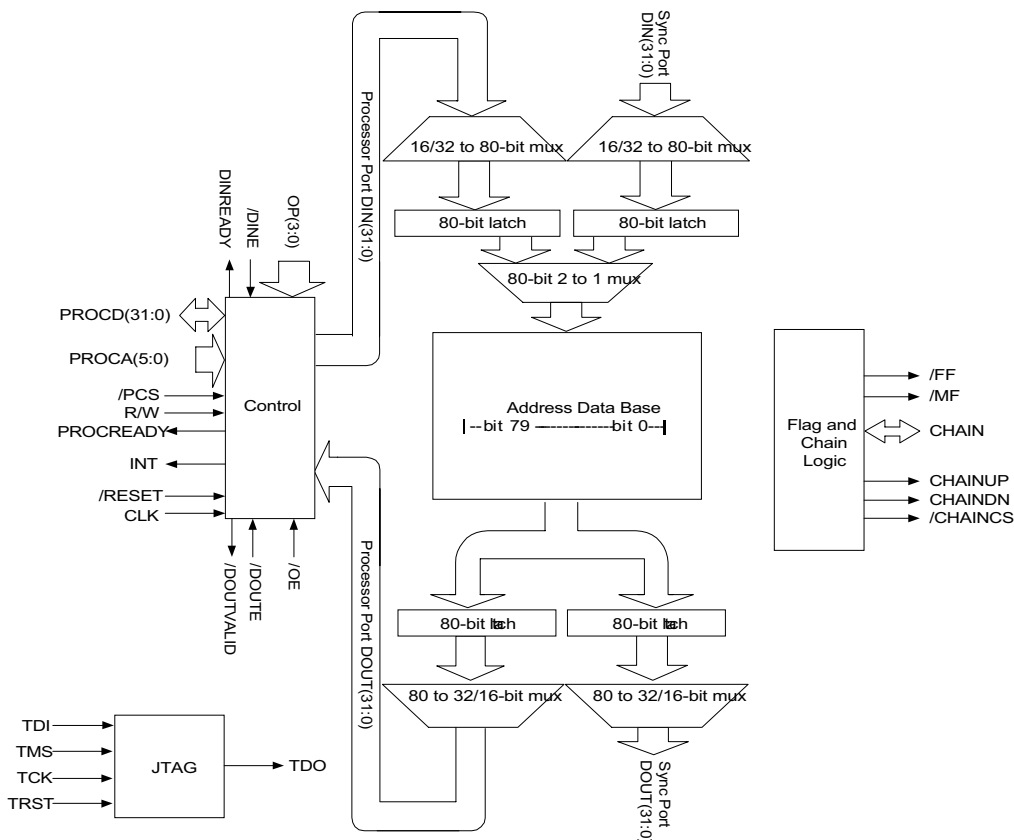 Sync Port
DIN(31:0)
Processor Port DIN(31:0)
16/32 to 80-bit mux
16/32 to 80-bit mux
DINREADY
/DINE
OP(3:0)
80-bit latch
80-bit latch
80-bit 2 to 1 mux
PROCD(31:0)
PROCA(5:0)
/PCS
R/W
PROCREADY
INT
/RESET
CLK
Control
Address Data Base
bit 79
bit 0
Flag and
Chain
Logic
/FF
/MF
CHAIN
CHAINUP
CHAINDN
/CHAINCS
/DOUTVALID
/DOUTE
/OE
Processor Port DOUT(31:0)
80-bit latch
80-bit latch
80 to 32/16-bit mux
80 to 32/16-bit mux
TDI
TMS
TCK
TRST
JTAG
TDO
Sync Port
DOUT(31:0)